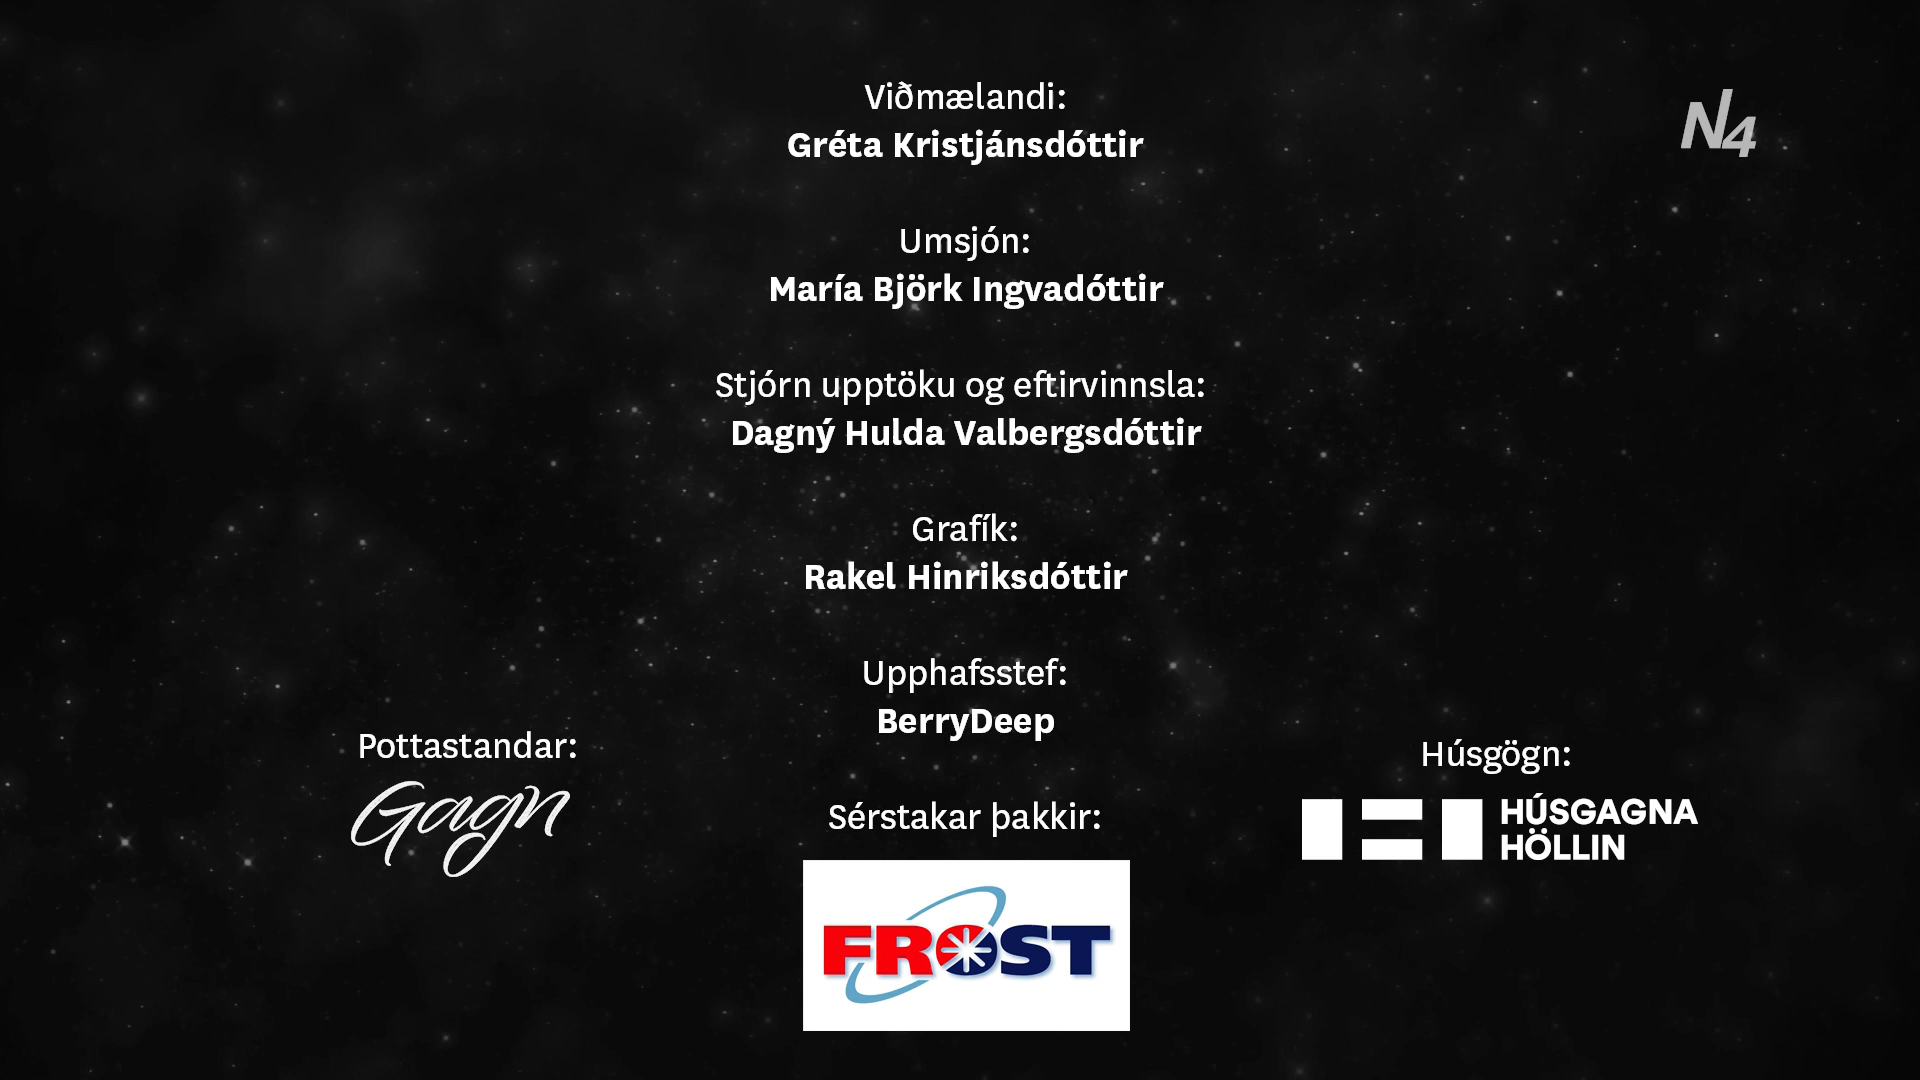 Viðmælandi:
Gréta Kristjánsdóttir
N4
Umsjón:
María Björk Ingvadóttir
Stjórn upptöku og eftirvinnsla:
Dagný Hulda Valbergsdóttir
Grafík:
Rakel Hinriksdóttir
Upphafsstef:
BerryDeep
Pottastandar:
Gagn
Sérstakar þakkir:
FROST
Húsgögn:
HÚSGAGNA
HÖLLIN